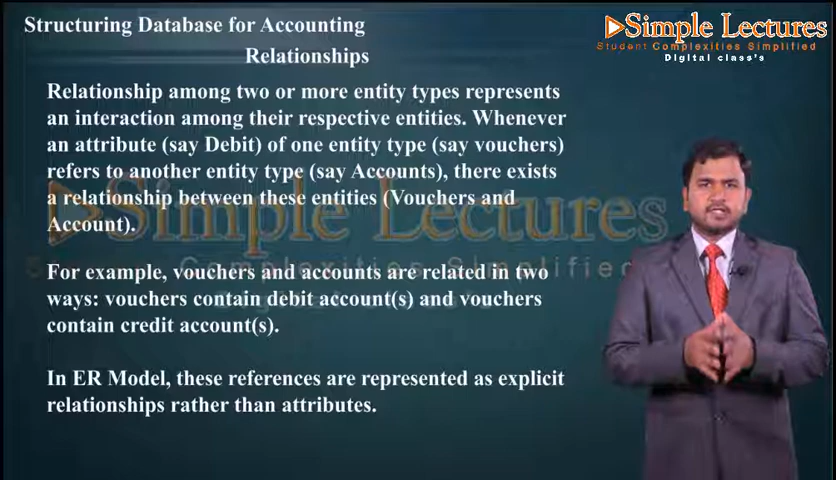 Structuring Database for Accounting
Relationships
Simple Lectures
Student Complexities Simplified
Digital class's
Relationship among two or more entity types represents
an interaction among their respective entities. Whenever
an attribute (say Debit) of one entity type (say vouchers)
refers to another entity type (say Accounts), there exists
a relationship between these entities (Vouchers and
Account).
For example, vouchers and accounts are related in two
ways: vouchers contain debit account(s) and vouchers
contain credit account(s).
In ER Model, these references are represented as explicit
relationships rather than attributes.
Simple Lectures